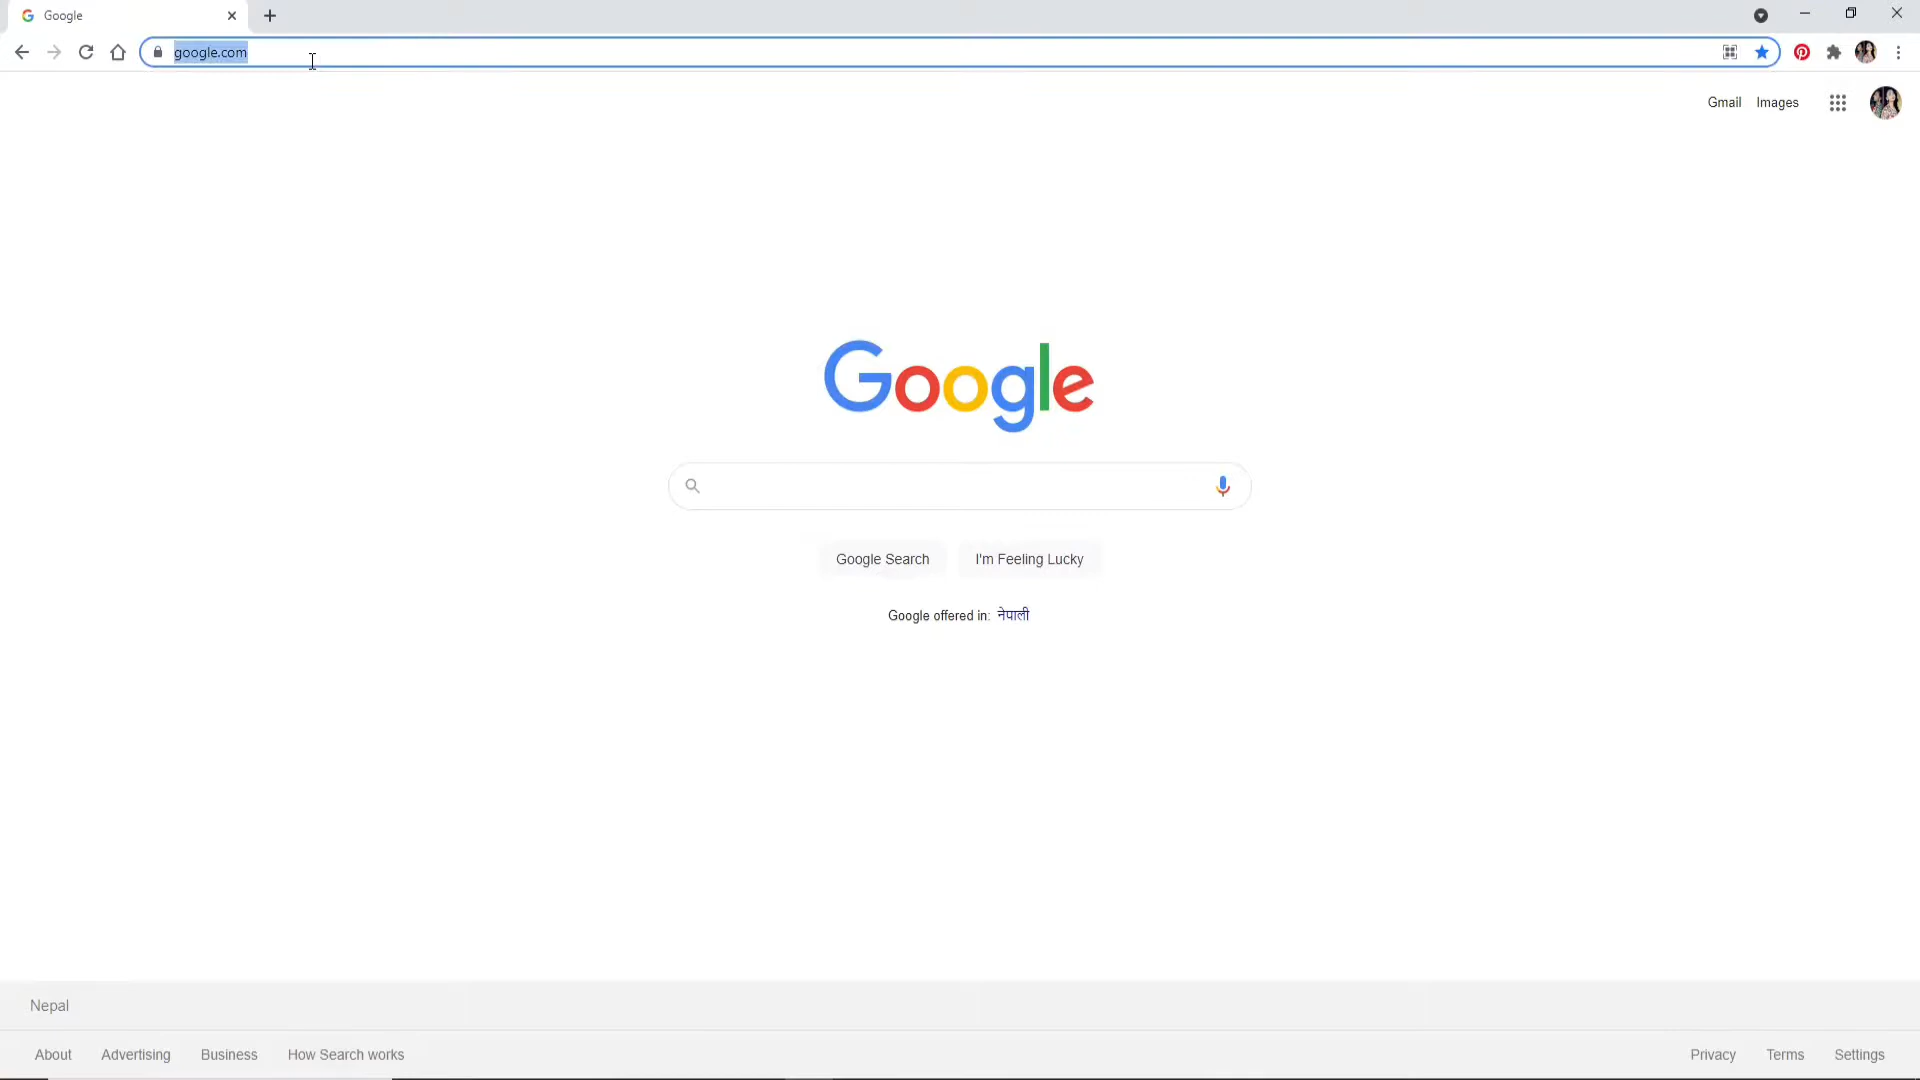 Google
google.com
Gmail Images
Google
Google Search I'm Feeling Lucky
Google offered in: नेपाली
Nepal
About Advertising Business How Search works Privacy Terms Settings